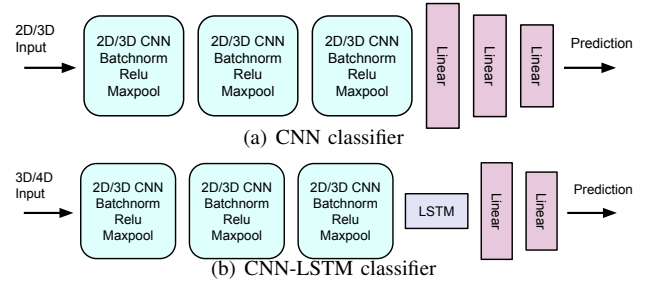 2D/3D
Input
2D/3D CNN
Batchnorm
Relu
Maxpool
2D/3D CNN
Batchnorm
Relu
Maxpool
2D/3D CNN
Batchnorm
Relu
Maxpool
Linear
Linear
Linear
Prediction
(a) CNN classifier
3D/4D
Input
2D/3D CNN
Batchnorm
Relu
Maxpool
2D/3D CNN
Batchnorm
Relu
Maxpool
2D/3D CNN
Batchnorm
Relu
Maxpool
LSTM
Linear
Linear
Prediction
(b) CNN-LSTM classifier